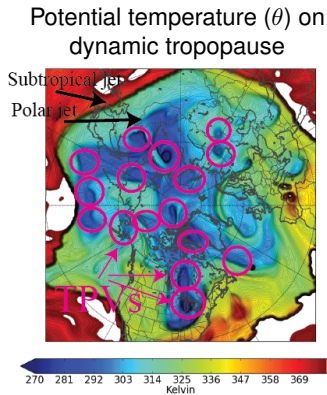 Potential temperature (θ) on
dynamic tropopause
Subtropical jet
Polar jet
TPVs
270 281 292 303 314 325 336 347 358 369
Kelvin